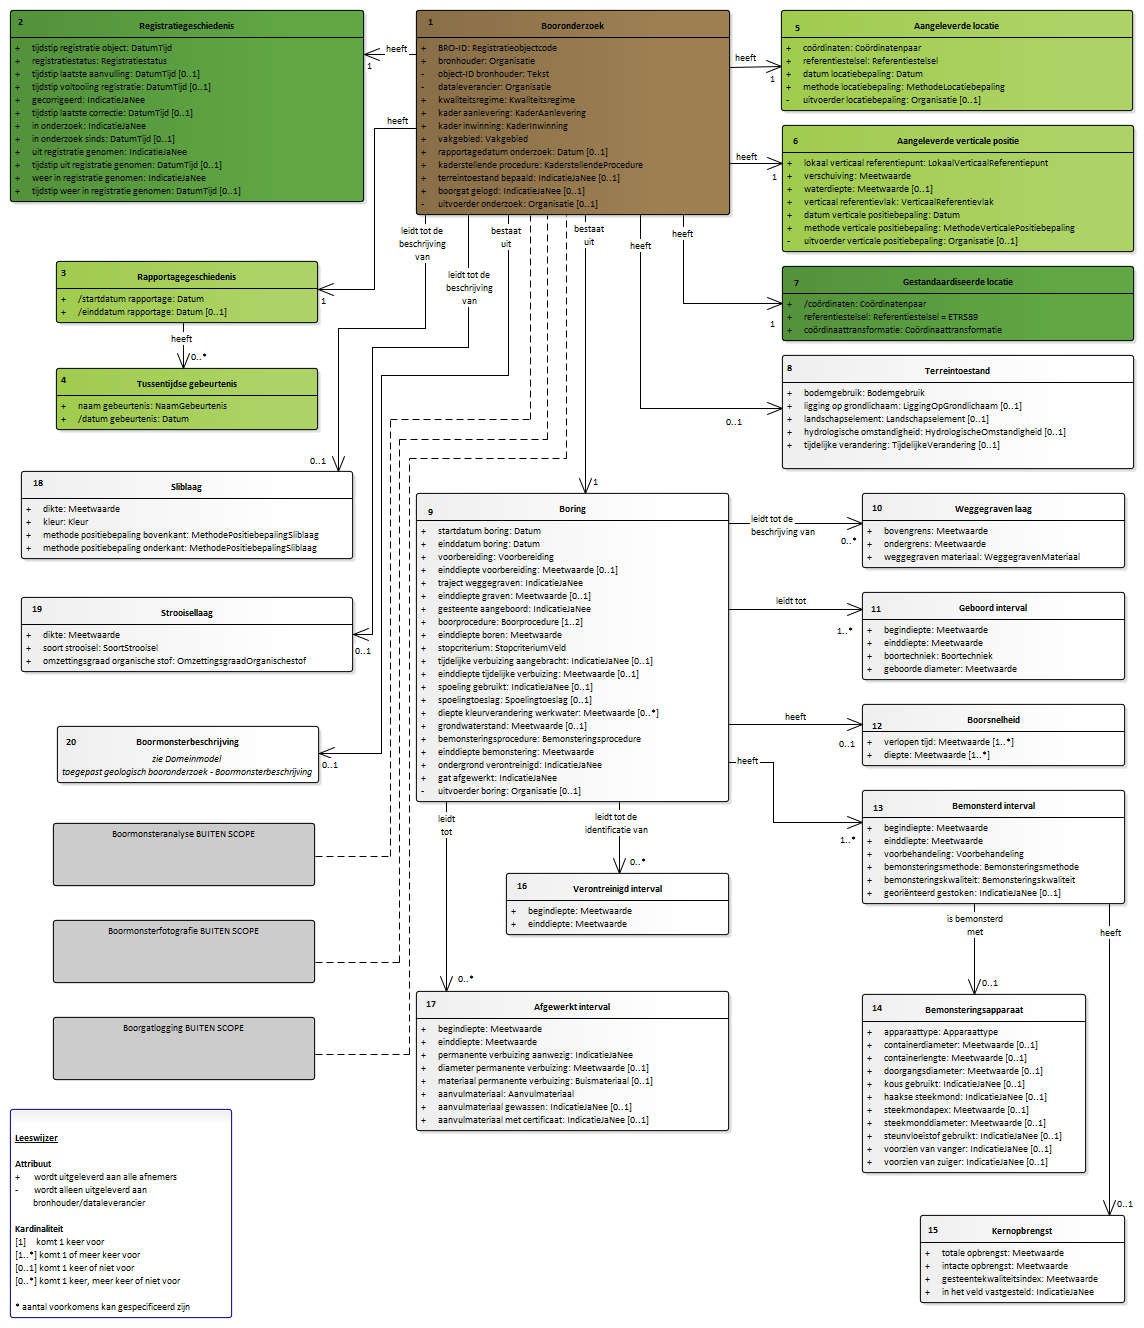 2
Registratiegeschiedenis
+ tijdstip registratie object: DatumTijd
+ registratiestatus: Registratiestatus
+ tijdstip laatste aanvulling: DatumTijd [0..1]
+ tijdstip voltooiing registratie: DatumTijd [0..1]
+ gecorrigeerd: IndicatieJaNee
+ tijdstip laatste correctie: DatumTijd [0..1]
+ in onderzoek: IndicatieJaNee
+ in onderzoek sinds: DatumTijd [0..1]
+ uit registratie genomen: IndicatieJaNee
+ tijdstip uit registratie genomen: DatumTijd [0..1]
+ weer in registratie genomen: IndicatieJaNee
+ tijdstip weer in registratie genomen: DatumTijd [0..1]
heeft
1
1
Booronderzoek
+ BRO-ID: Registratieobjectcode
+ bronhouder: Organisatie
- object-ID bronhouder: Tekst
- dataleverancier: Organisatie
+ kwaliteitsregime: Kwaliteitsregime
+ kader aanlevering: KaderAanlevering
+ kader inwinning: KaderInwinning
+ vakgebied: Vakgebied
+ rapportagedatum onderzoek: Datum [0..1]
+ kaderstellende procedure: KaderstellendeProcedure
+ terreintoestand bepaald: IndicatieJaNee [0..1]
+ boorgat gelogd: IndicatieJaNee [0..1]
- uitvoerder onderzoek: Organisatie [0..1]
heeft
1
5
Aangeleverde locatie
+ coördinaten: Coördinatenpaar
+ referentiestelsel: Referentiestelsel
+ datum locatiebepaling: Datum
+ methode locatiebepaling: MethodeLocatiebepaling
- uitvoerder locatiebepaling: Organisatie [0..1]
heeft
1
6
Aangeleverde verticale positie
+ lokaal verticaal referentiepunt: LokaalVerticaalReferentiepunt
+ verschuiving: Meetwaarde
+ waterdiepte: Meetwaarde [0..1]
+ verticaal referentievlak: VerticaalReferentievlak
+ datum verticale positiebepaling: Datum
+ methode verticale positiebepaling: MethodeVerticalePositiebepaling
- uitvoerder verticale positiebepaling: Organisatie [0..1]
heeft
1
7
Gestandaardiseerde locatie
+ /coördinaten: Coördinatenpaar
+ referentiestelsel: Referentiestelsel = ETRS89
+ coördinaattransformatie: Coördinaattransformatie
heeft
0..1
8
Terreintoestand
+ bodemgebruik: Bodemgebruik
+ ligging op grondlichaam: LiggingOpGrondlichaam [0..1]
+ landschapselement: Landschapselement [0..1]
+ hydrologische omstandigheid: HydrologischeOmstandigheid [0..1]
+ tijdelijke verandering: TijdelijkeVerandering [0..1]
heeft
1
3
Rapportagegeschiedenis
+ /startdatum rapportage: Datum
+ /einddatum rapportage: Datum [0..1]
heeft
0..*
4
Tussentijdse gebeurtenis
+ naam gebeurtenis: NaamGebeurtenis
+ /datum gebeurtenis: Datum
leidt tot de
beschrijving
van
0..1
18
Sliblaag
+ dikte: Meetwaarde
+ kleur: Kleur
+ methode positiebepaling bovenkant: MethodePositiebepalingSliblaag
+ methode positiebepaling onderkant: MethodePositiebepalingSliblaag
leidt tot de
beschrijving
van
0..1
19
Strooisellaag
+ dikte: Meetwaarde
+ soort strooisel: SoortStrooisel
+ omzettingsgraad organische stof: OmzettingsgraadOrganischestof
bestaat
uit
0..1
20
Boormonsterbeschrijving
zie Domeinmodel
toegepast geologisch booronderzoek - Boormonsterbeschrijving
Boormonsteranalyse BUITEN SCOPE
Boormonsterfotografie BUITEN SCOPE
Boorgatlogging BUITEN SCOPE
bestaat
uit
1
9
Boring
+ startdatum boring: Datum
+ einddatum boring: Datum
+ voorbereiding: Voorbereiding
+ einddiepte voorbereiding: Meetwaarde [0..1]
+ traject weggegraven: IndicatieJaNee
+ einddiepte graven: Meetwaarde [0..1]
+ gesteente aangeboord: IndicatieJaNee
+ boorprocedure: Boorprocedure [1..2]
+ einddiepte boren: Meetwaarde
+ stopcriterium: StopcriteriumVeld
+ tijdelijke verbuizing aangebracht: IndicatieJaNee [0..1]
+ einddiepte tijdelijke verbuizing: Meetwaarde [0..1]
+ spoeling gebruikt: IndicatieJaNee [0..1]
+ spoelingtoeslag: Spoelingtoeslag [0..1]
+ diepte kleurverandering werkwater: Meetwaarde [0..*]
+ grondwaterstand: Meetwaarde [0..1]
+ bemonsteringsprocedure: Bemonsteringsprocedure
+ einddiepte bemonstering: Meetwaarde
+ ondergrond verontreinigd: IndicatieJaNee [0..1]
+ gat afgewerkt: IndicatieJaNee
- uitvoerder boring: Organisatie [0..1]
leidt tot de
beschrijving van
0..*
10
Weggegraven laag
+ bovengrens: Meetwaarde
+ ondergrens: Meetwaarde
+ weggegraven materiaal: WeggegravenMateriaal
leidt tot
1..*
11
Geboord interval
+ begindiepte: Meetwaarde
+ einddiepte: Meetwaarde
+ boortechniek: Boortechniek
+ geboorde diameter: Meetwaarde
heeft
0..1
12
Boorsnelheid
+ verlopen tijd: Meetwaarde [1..*]
+ diepte: Meetwaarde [1..*]
heeft
1..*
13
Bemonsterd interval
+ begindiepte: Meetwaarde
+ einddiepte: Meetwaarde
+ voorbehandeling: Voorbehandeling
+ bemonsteringsmethode: Bemonsteringsmethode
+ bemonsteringskwaliteit: Bemonsteringskwaliteit
+ georiënteerd gestoken: IndicatieJaNee [0..1]
is bemonsterd
met
0..1
14
Bemonsteringsapparaat
+ apparaattype: Apparaattype
+ containerdiameter: Meetwaarde [0..1]
+ containerlengte: Meetwaarde [0..1]
+ doorgangsdiameter: Meetwaarde [0..1]
+ kous gebruikt: IndicatieJaNee [0..1]
+ haakse steekmond: IndicatieJaNee [0..1]
+ steekmondapex: Meetwaarde [0..1]
+ steekmonddiameter: Meetwaarde [0..1]
+ steunvloeistof gebruikt: IndicatieJaNee [0..1]
+ voorzien van vanger: IndicatieJaNee [0..1]
+ voorzien van zuiger: IndicatieJaNee [0..1]
heeft
0..1
15
Kernopbrengst
+ totale opbrengst: Meetwaarde
+ intacte opbrengst: Meetwaarde
+ gesteentekwaliteitsindex: Meetwaarde
+ in het veld vastgesteld: IndicatieJaNee
leidt tot de
identificatie van
0..*
16
Verontreinigd interval
+ begindiepte: Meetwaarde
+ einddiepte: Meetwaarde
leidt
tot
0..*
17
Afgewerkt interval
+ begindiepte: Meetwaarde
+ einddiepte: Meetwaarde
+ permanente verbuizing aanwezig: IndicatieJaNee
+ diameter permanente verbuizing: Meetwaarde [0..1]
+ materiaal permanente verbuizing: Buismateriaal [0..1]
+ aanvulmateriaal: Aanvulmateriaal
+ aanvulmateriaal gewassen: IndicatieJaNee [0..1]
+ aanvulmateriaal met certificaat: IndicatieJaNee [0..1]
Leeswijzer
Attribuut
+ wordt uitgeleverd aan alle afnemers
- wordt alleen uitgeleverd aan
bronhouder/dataleverancier
Kardinaliteit
[1] komt 1 keer voor
[1..*] komt 1 of meer keer voor
[0..1] komt 1 keer of niet voor
[0..*] komt 1 keer, meer keer of niet voor
* aantal voorkomens kan gespecificeerd zijn